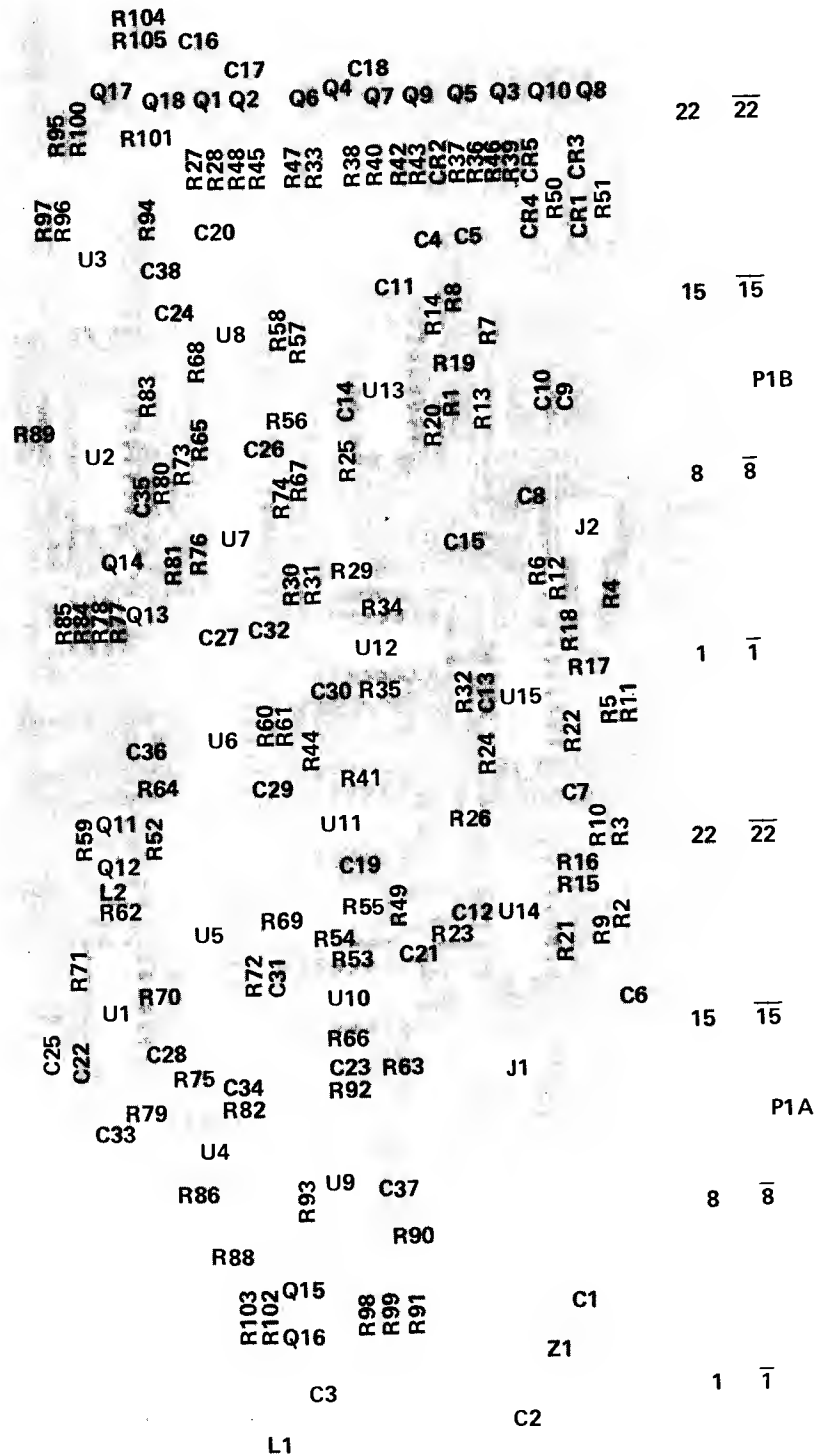 R104
R105 C16
C17 C18
Q17 Q18 Q1 Q2 Q6 Q4 Q7 Q9 Q5 Q3 Q10 Q8
22 2̅2̅
R95 R100 R101
R27 R28 R48 R45 R47 R33 R38 R40 R42 R43 CR2 R37 R36 R46 R39 CR5 CR3
R97 R96 R94 C20 C4 C5 CR4 R50 CR1 R51
U3 C38
C11 R14 R8 15 1̅5̅
C24 U8 R58 R57 R7
R68 R19
R83 C14 U13 R1 R13 C10 C9 P1B
R89 R56 R20
U2 R73 R65 C26 R25 8 8̅
C35 R80 R74 R67 C8
U7 C15 J2
Q14 R81 R76 R30 R31 R29 R6 R12 R4
R85 R84 R78 R77 Q13 C27 C32 R34 R18
U12 1 1̅
R17
C30 R35 R32 C13 U15 R5 R11
C36 U6 R60 R61 R44 R24 R22
R64 C29 R41 C7
R59 Q11 R52 U11 R26 R10 R3 22 2̅2̅
Q12 C19 R16
L2 R15
R62 R69 R55 R49 C12 U14 R9 R2
U5 R54 R23 R21
R71 R72 C31 R53 C21
R70 U10 C6
U1 15 1̅5̅
C25 C22 C28 R66
R75 C34 C23 R63 J1
R79 R82 R92 P1A
C33
U4
R86 R93 U9 C37 8 8̅
R90
R88
R103 R102 Q15 R98 R99 R91 C1
Q16 Z1
C3 1 1̅
C2
L1